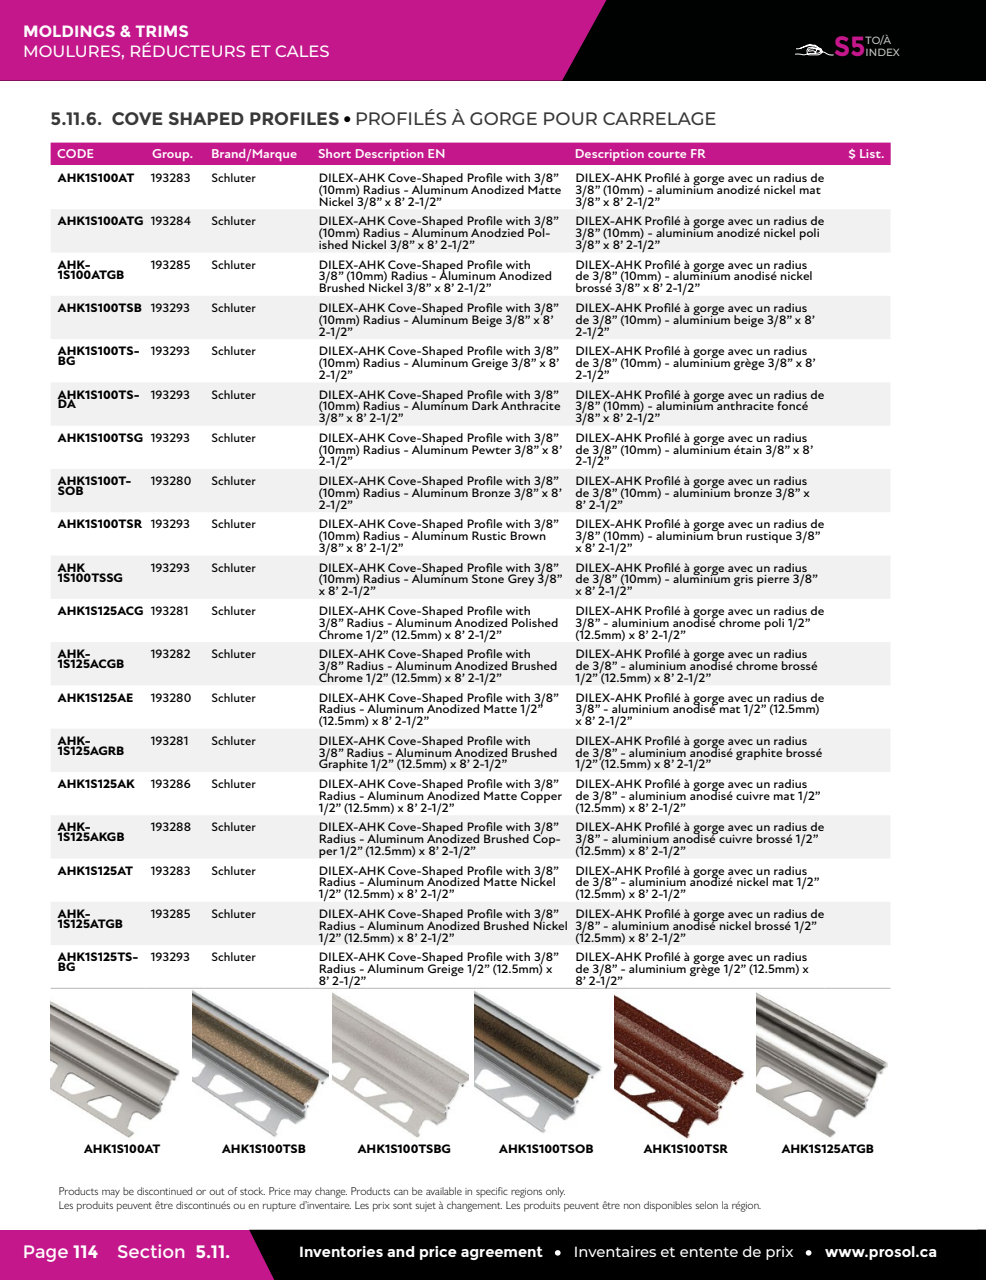 MOLDINGS & TRIMS
MOULURES, RÉDUCTEURS ET CALES
S5 TO/À INDEX
5.11.6. COVE SHAPED PROFILES • PROFILÉS À GORGE POUR CARRELAGE
CODE Group. Brand/Marque Short Description EN Description courte FR $ List.
AHK1S100AT 193283 Schluter DILEX-AHK Cove-Shaped Profile with 3/8” DILEX-AHK Profilé à gorge avec un radius de
(10mm) Radius - Aluminum Anodized Matte 3/8” (10mm) - aluminium anodizé nickel mat
Nickel 3/8” x 8’ 2-1/2” 3/8” x 8’ 2-1/2”
AHK1S100ATG 193284 Schluter DILEX-AHK Cove-Shaped Profile with 3/8” DILEX-AHK Profilé à gorge avec un radius de
(10mm) Radius - Aluminum Anodzied Pol- 3/8” (10mm) - aluminium anodizé nickel poli
ished Nickel 3/8” x 8’ 2-1/2” 3/8” x 8’ 2-1/2”
AHK- 193285 Schluter DILEX-AHK Cove-Shaped Profile with DILEX-AHK Profilé à gorge avec un radius
1S100ATGB 3/8” (10mm) Radius - Aluminum Anodized de 3/8” (10mm) - aluminium anodisé nickel
Brushed Nickel 3/8” x 8’ 2-1/2” brossé 3/8” x 8’ 2-1/2”
AHK1S100TSB 193293 Schluter DILEX-AHK Cove-Shaped Profile with 3/8” DILEX-AHK Profilé à gorge avec un radius
(10mm) Radius - Aluminum Beige 3/8” x 8’ de 3/8” (10mm) - aluminium beige 3/8” x 8’
2-1/2” 2-1/2”
AHK1S100TS- 193293 Schluter DILEX-AHK Cove-Shaped Profile with 3/8” DILEX-AHK Profilé à gorge avec un radius
BG (10mm) Radius - Aluminum Greige 3/8” x 8’ de 3/8” (10mm) - aluminium grège 3/8” x 8’
2-1/2” 2-1/2”
AHK1S100TS- 193293 Schluter DILEX-AHK Cove-Shaped Profile with 3/8” DILEX-AHK Profilé à gorge avec un radius de
DA (10mm) Radius - Aluminum Dark Anthracite 3/8” (10mm) - aluminium anthracite foncé
3/8” x 8’ 2-1/2” 3/8” x 8’ 2-1/2”
AHK1S100TSG 193293 Schluter DILEX-AHK Cove-Shaped Profile with 3/8” DILEX-AHK Profilé à gorge avec un radius
(10mm) Radius - Aluminum Pewter 3/8” x 8’ de 3/8” (10mm) - aluminium étain 3/8” x 8’
2-1/2” 2-1/2”
AHK1S100T- 193280 Schluter DILEX-AHK Cove-Shaped Profile with 3/8” DILEX-AHK Profilé à gorge avec un radius
SOB (10mm) Radius - Aluminum Bronze 3/8” x 8’ de 3/8” (10mm) - aluminium bronze 3/8” x
2-1/2” 8’ 2-1/2”
AHK1S100TSR 193293 Schluter DILEX-AHK Cove-Shaped Profile with 3/8” DILEX-AHK Profilé à gorge avec un radius de
(10mm) Radius - Aluminum Rustic Brown 3/8” (10mm) - aluminium brun rustique 3/8”
3/8” x 8’ 2-1/2” x 8’ 2-1/2”
AHK 193293 Schluter DILEX-AHK Cove-Shaped Profile with 3/8” DILEX-AHK Profilé à gorge avec un radius
1S100TSSG (10mm) Radius - Aluminum Stone Grey 3/8” de 3/8” (10mm) - aluminium gris pierre 3/8”
x 8’ 2-1/2” x 8’ 2-1/2”
AHK1S125ACG 193281 Schluter DILEX-AHK Cove-Shaped Profile with DILEX-AHK Profilé à gorge avec un radius de
3/8” Radius - Aluminum Anodized Polished 3/8” - aluminium anodisé chrome poli 1/2”
Chrome 1/2” (12.5mm) x 8’ 2-1/2” (12.5mm) x 8’ 2-1/2”
AHK- 193282 Schluter DILEX-AHK Cove-Shaped Profile with DILEX-AHK Profilé à gorge avec un radius
1S125ACGB 3/8” Radius - Aluminum Anodized Brushed de 3/8” - aluminium anodisé chrome brossé
Chrome 1/2” (12.5mm) x 8’ 2-1/2” 1/2” (12.5mm) x 8’ 2-1/2”
AHK1S125AE 193280 Schluter DILEX-AHK Cove-Shaped Profile with 3/8” DILEX-AHK Profilé à gorge avec un radius de
Radius - Aluminum Anodized Matte 1/2” 3/8” - aluminium anodisé mat 1/2” (12.5mm)
(12.5mm) x 8’ 2-1/2” x 8’ 2-1/2”
AHK- 193281 Schluter DILEX-AHK Cove-Shaped Profile with DILEX-AHK Profilé à gorge avec un radius
1S125AGRB 3/8” Radius - Aluminum Anodized Brushed de 3/8” - aluminium anodisé graphite brossé
Graphite 1/2” (12.5mm) x 8’ 2-1/2” 1/2” (12.5mm) x 8’ 2-1/2”
AHK1S125AK 193286 Schluter DILEX-AHK Cove-Shaped Profile with 3/8” DILEX-AHK Profilé à gorge avec un radius
Radius - Aluminum Anodized Matte Copper de 3/8” - aluminium anodisé cuivre mat 1/2”
1/2” (12.5mm) x 8’ 2-1/2” (12.5mm) x 8’ 2-1/2”
AHK- 193288 Schluter DILEX-AHK Cove-Shaped Profile with 3/8” DILEX-AHK Profilé à gorge avec un radius de
1S125AKGB Radius - Aluminum Anodized Brushed Cop- 3/8” - aluminium anodisé cuivre brossé 1/2”
per 1/2” (12.5mm) x 8’ 2-1/2” (12.5mm) x 8’ 2-1/2”
AHK1S125AT 193283 Schluter DILEX-AHK Cove-Shaped Profile with 3/8” DILEX-AHK Profilé à gorge avec un radius
Radius - Aluminum Anodized Matte Nickel de 3/8” - aluminium anodizé nickel mat 1/2”
1/2” (12.5mm) x 8’ 2-1/2” (12.5mm) x 8’ 2-1/2”
AHK- 193285 Schluter DILEX-AHK Cove-Shaped Profile with 3/8” DILEX-AHK Profilé à gorge avec un radius de
1S125ATGB Radius - Aluminum Anodized Brushed Nickel 3/8” - aluminium anodisé nickel brossé 1/2”
1/2” (12.5mm) x 8’ 2-1/2” (12.5mm) x 8’ 2-1/2”
AHK1S125TS- 193293 Schluter DILEX-AHK Cove-Shaped Profile with 3/8” DILEX-AHK Profilé à gorge avec un radius
BG Radius - Aluminum Greige 1/2” (12.5mm) x de 3/8” - aluminium grège 1/2” (12.5mm) x
8’ 2-1/2” 8’ 2-1/2”
AHK1S100AT AHK1S100TSB AHK1S100TSBG AHK1S100TSOB AHK1S100TSR AHK1S125ATGB
Products may be discontinued or out of stock. Price may change. Products can be available in specific regions only.
Les produits peuvent être discontinués ou en rupture d’inventaire. Les prix sont sujet à changement. Les produits peuvent être non disponibles selon la région.
Page 114 Section 5.11. Inventories and price agreement • Inventaires et entente de prix • www.prosol.ca